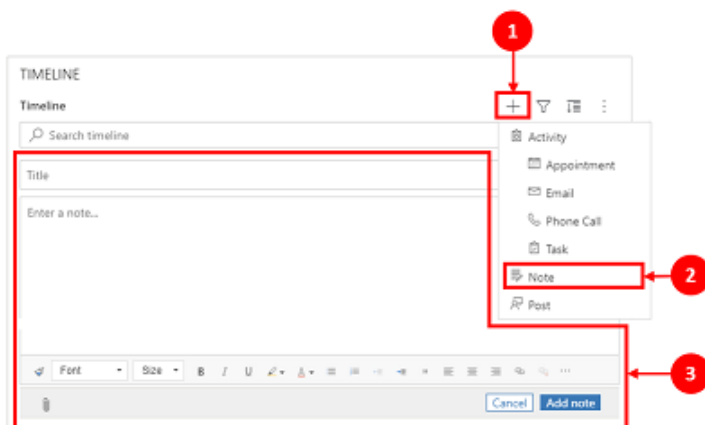 1
TIMELINE
Timeline
Search timeline
Activity
Appointment
Title
Email
Enter a note...
Phone Call
Task
Note
2
Post
Font Size B I U
3
Cancel Add note